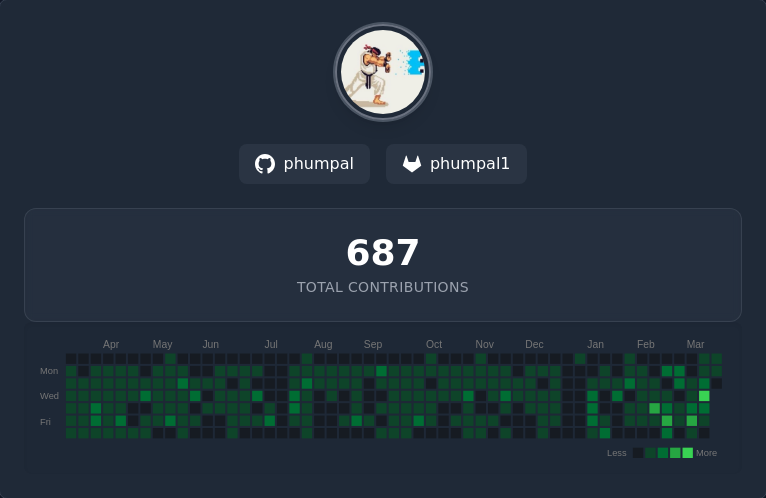 phumpal phumpal1
687
TOTAL CONTRIBUTIONS
Apr May Jun Jul Aug Sep Oct Nov Dec Jan Feb Mar
Mon
Wed
Fri
Less More